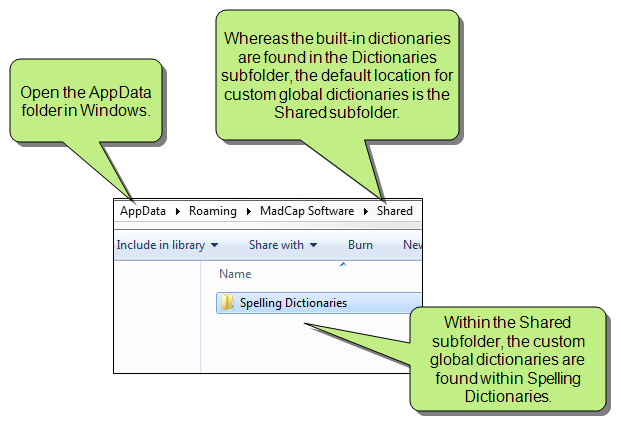 Whereas the built-in dictionaries
are found in the Dictionaries
subfolder, the default location for
custom global dictionaries is the
Shared subfolder.
Open the AppData
folder in Windows.
AppData Roaming MadCap Software Shared
Include in library Share with Burn Nev
Name
Spelling Dictionaries
Within the Shared
subfolder, the custom
global dictionaries are
found within Spelling
Dictionaries.